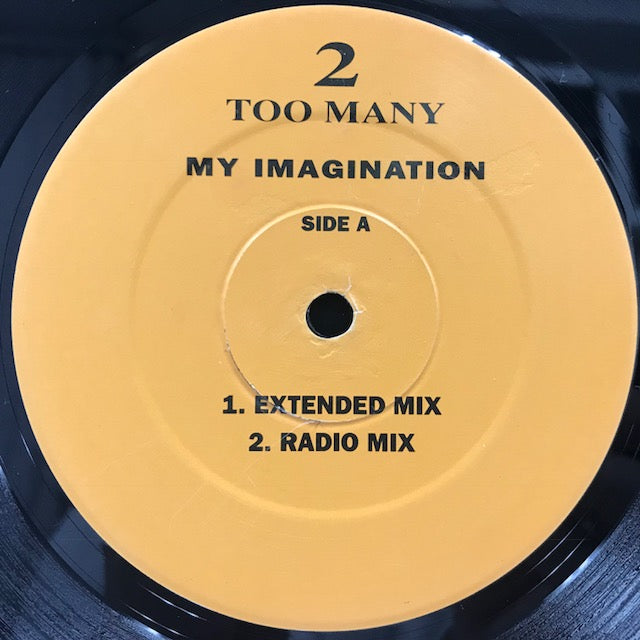 2
TOO MANY
MY IMAGINATION
SIDE A
1. EXTENDED MIX
2. RADIO MIX